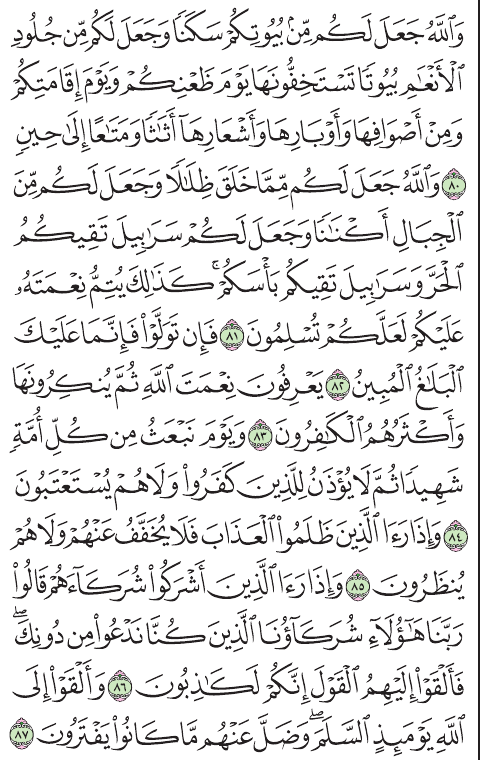 وَٱللَّهُ جَعَلَ لَكُم مِّنۢ بُيُوتِكُمْ سَكَنًا وَجَعَلَ لَكُم مِّن جُلُودِ
ٱلْأَنْعَٰمِ بُيُوتًا تَسْتَخِفُّونَهَا يَوْمَ ظَعْنِكُمْ وَيَوْمَ إِقَامَتِكُمْ
وَمِنْ أَصْوَافِهَا وَأَوْبَارِهَا وَأَشْعَارِهَآ أَثَٰثًا وَمَتَٰعًا إِلَىٰ حِينٍ
٨٠ وَٱللَّهُ جَعَلَ لَكُم مِّمَّا خَلَقَ ظِلَٰلًا وَجَعَلَ لَكُم مِّنَ
ٱلْجِبَالِ أَكْنَٰنًا وَجَعَلَ لَكُمْ سَرَٰبِيلَ تَقِيكُمُ
ٱلْحَرَّ وَسَرَٰبِيلَ تَقِيكُم بَأْسَكُمْ ۚ كَذَٰلِكَ يُتِمُّ نِعْمَتَهُۥ
عَلَيْكُمْ لَعَلَّكُمْ تُسْلِمُونَ ٨١ فَإِن تَوَلَّوْا۟ فَإِنَّمَا عَلَيْكَ
ٱلْبَلَٰغُ ٱلْمُبِينُ ٨٢ يَعْرِفُونَ نِعْمَتَ ٱللَّهِ ثُمَّ يُنكِرُونَهَا
وَأَكْثَرُهُمُ ٱلْكَٰفِرُونَ ٨٣ وَيَوْمَ نَبْعَثُ مِن كُلِّ أُمَّةٍ
شَهِيدًا ثُمَّ لَا يُؤْذَنُ لِلَّذِينَ كَفَرُوا۟ وَلَا هُمْ يُسْتَعْتَبُونَ
٨٤ وَإِذَا رَءَا ٱلَّذِينَ ظَلَمُوا۟ ٱلْعَذَابَ فَلَا يُخَفَّفُ عَنْهُمْ وَلَا هُمْ
يُنظَرُونَ ٨٥ وَإِذَا رَءَا ٱلَّذِينَ أَشْرَكُوا۟ شُرَكَآءَهُمْ قَالُوا۟
رَبَّنَا هَٰٓؤُلَآءِ شُرَكَآؤُنَا ٱلَّذِينَ كُنَّا نَدْعُوا۟ مِن دُونِكَ ۖ
فَأَلْقَوْا۟ إِلَيْهِمُ ٱلْقَوْلَ إِنَّكُمْ لَكَٰذِبُونَ ٨٦ وَأَلْقَوْا۟ إِلَى
ٱللَّهِ يَوْمَئِذٍ ٱلسَّلَمَ ۖ وَضَلَّ عَنْهُم مَّا كَانُوا۟ يَفْتَرُونَ ٨٧